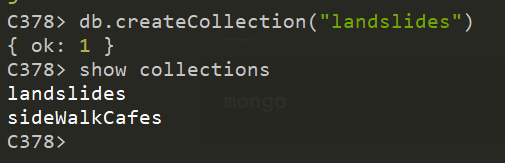 C378> db.createCollection("landslides")
{ ok: 1 }
C378> show collections
landslides
mongo
sideWalkCafes
C378>